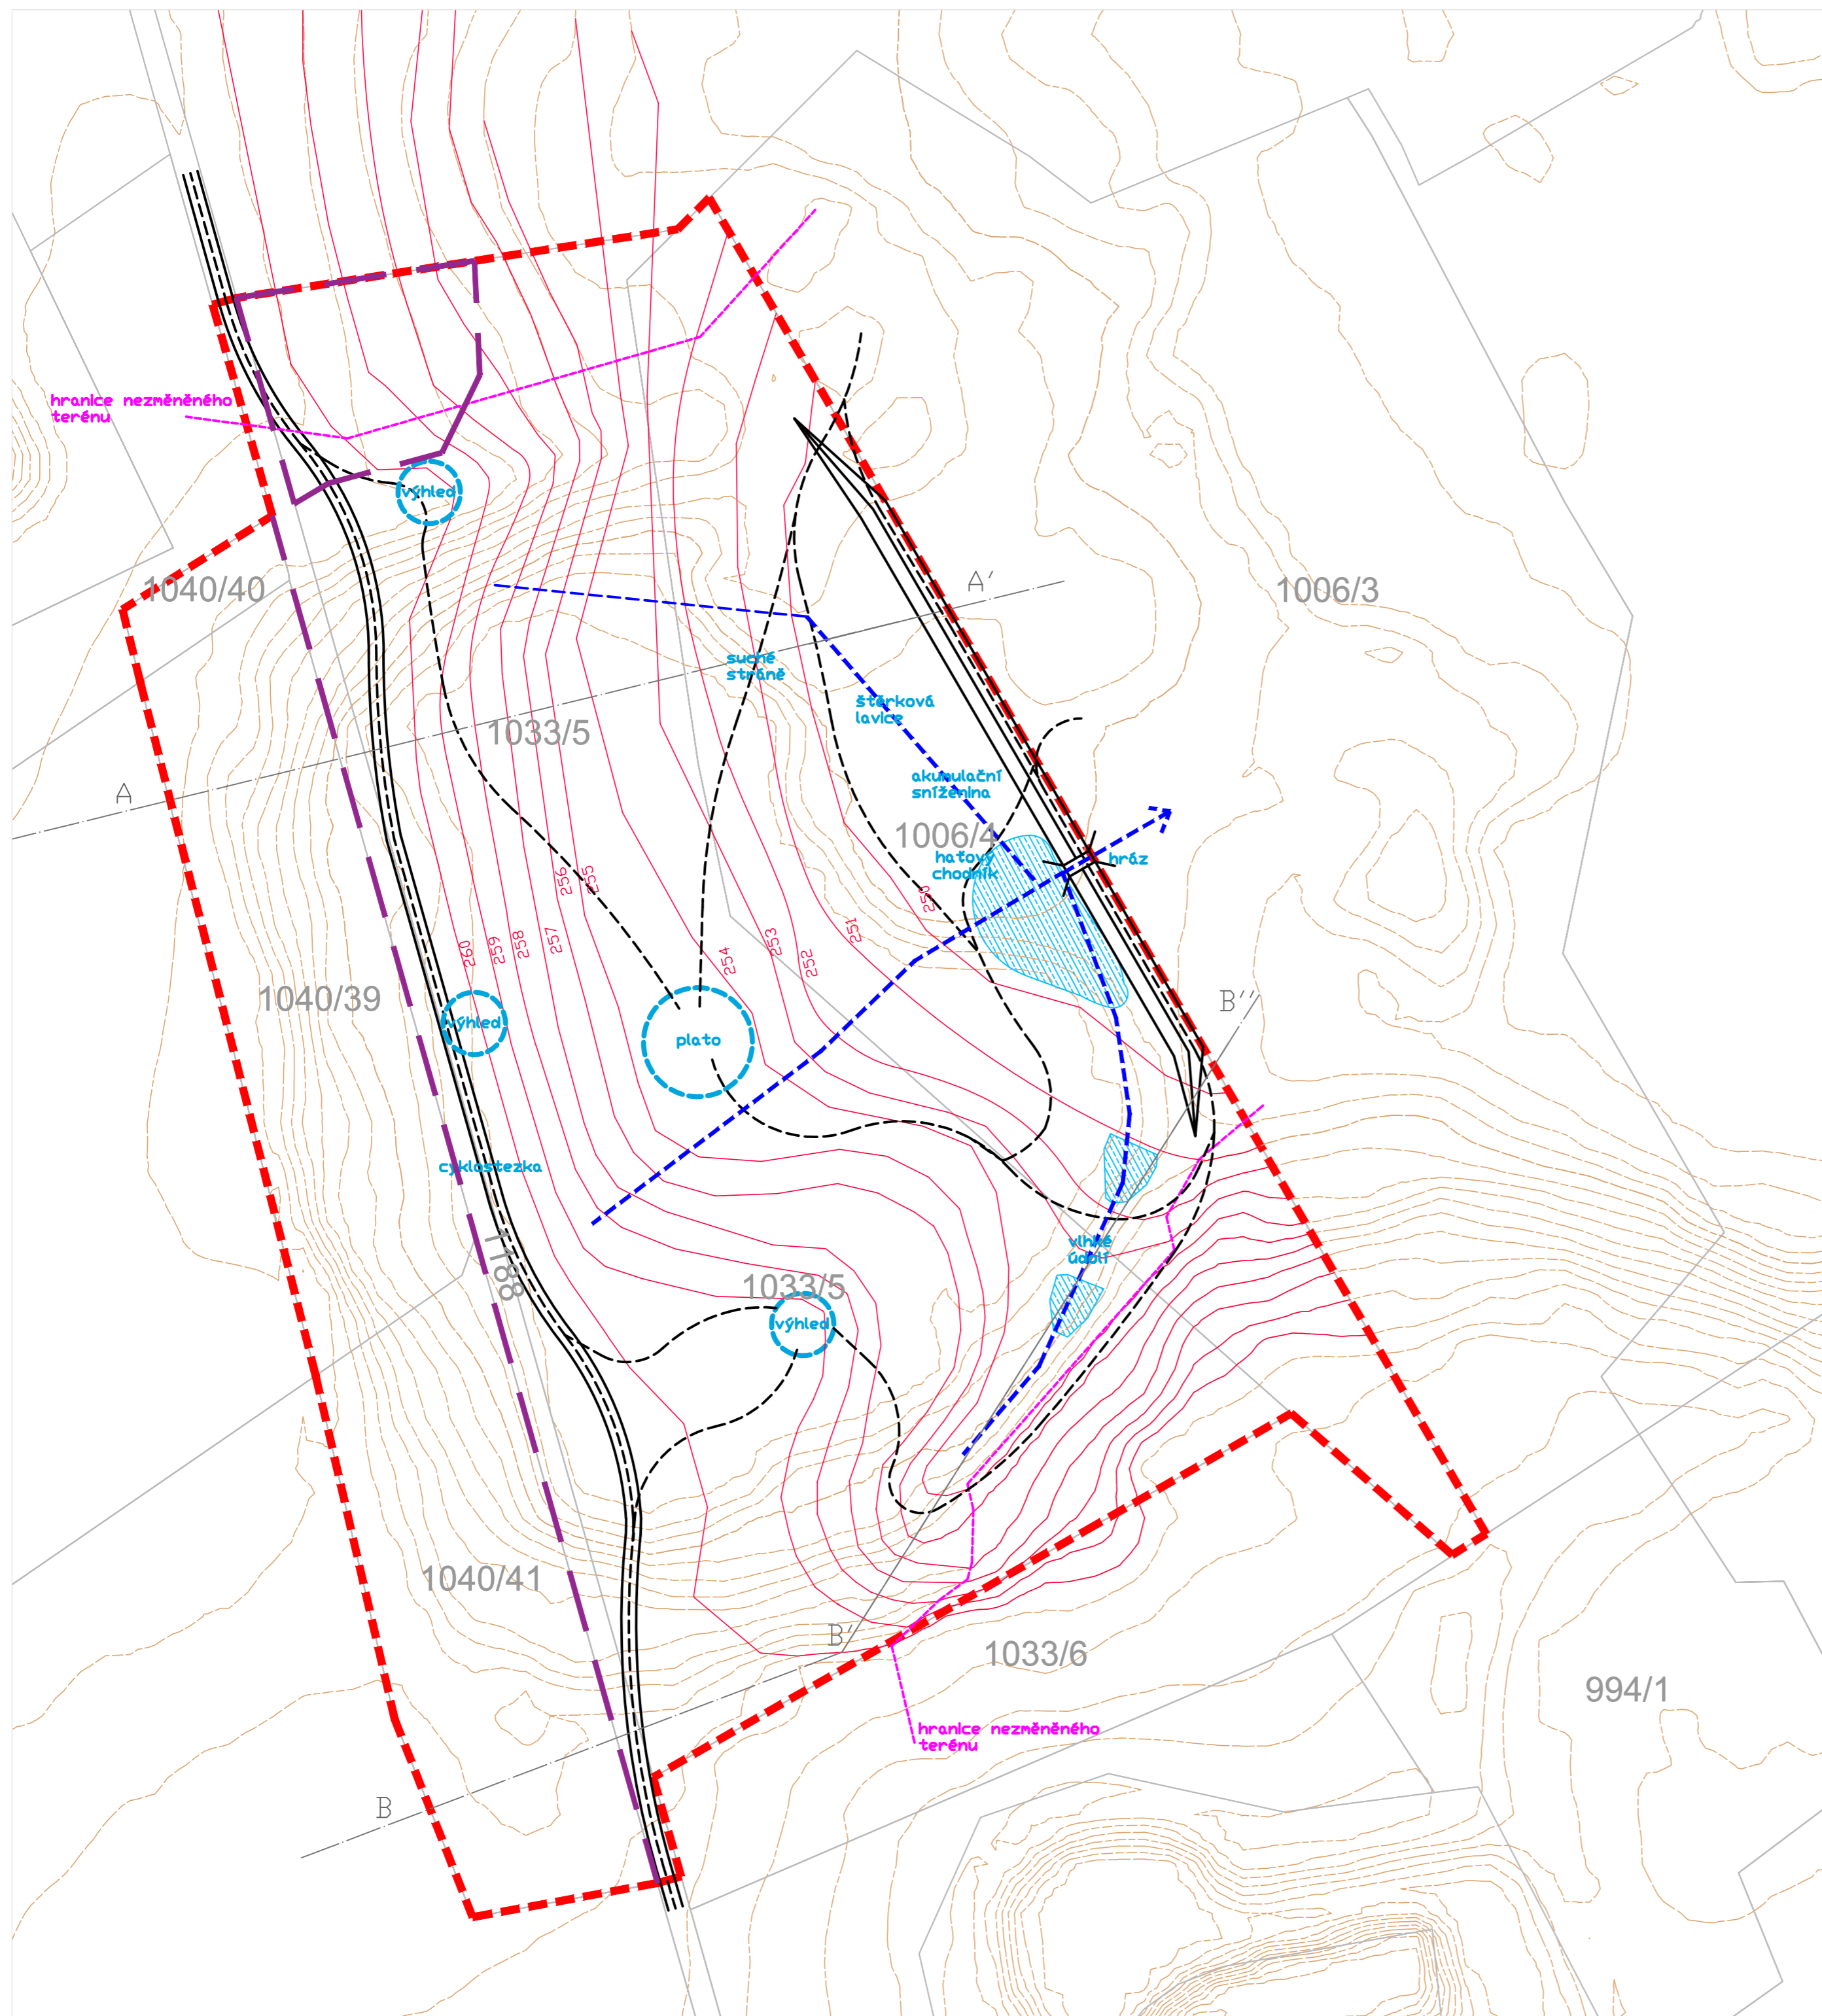 hranice nezměněného
terénu
výhled
1040/40
A'
1006/3
suché
stráně
štěrková
lavice
1033/5
akumulační
sníženina
A
1006/4
haťový
chodník
hráz
256
255
250
260
259
258
257
254
253
252
251
1040/39
B''
výhled
plato
cyklostezka
1188
vlhké
údolí
1033/5
výhled
1040/41
B'
1033/6
994/1
hranice nezměněného
terénu
B